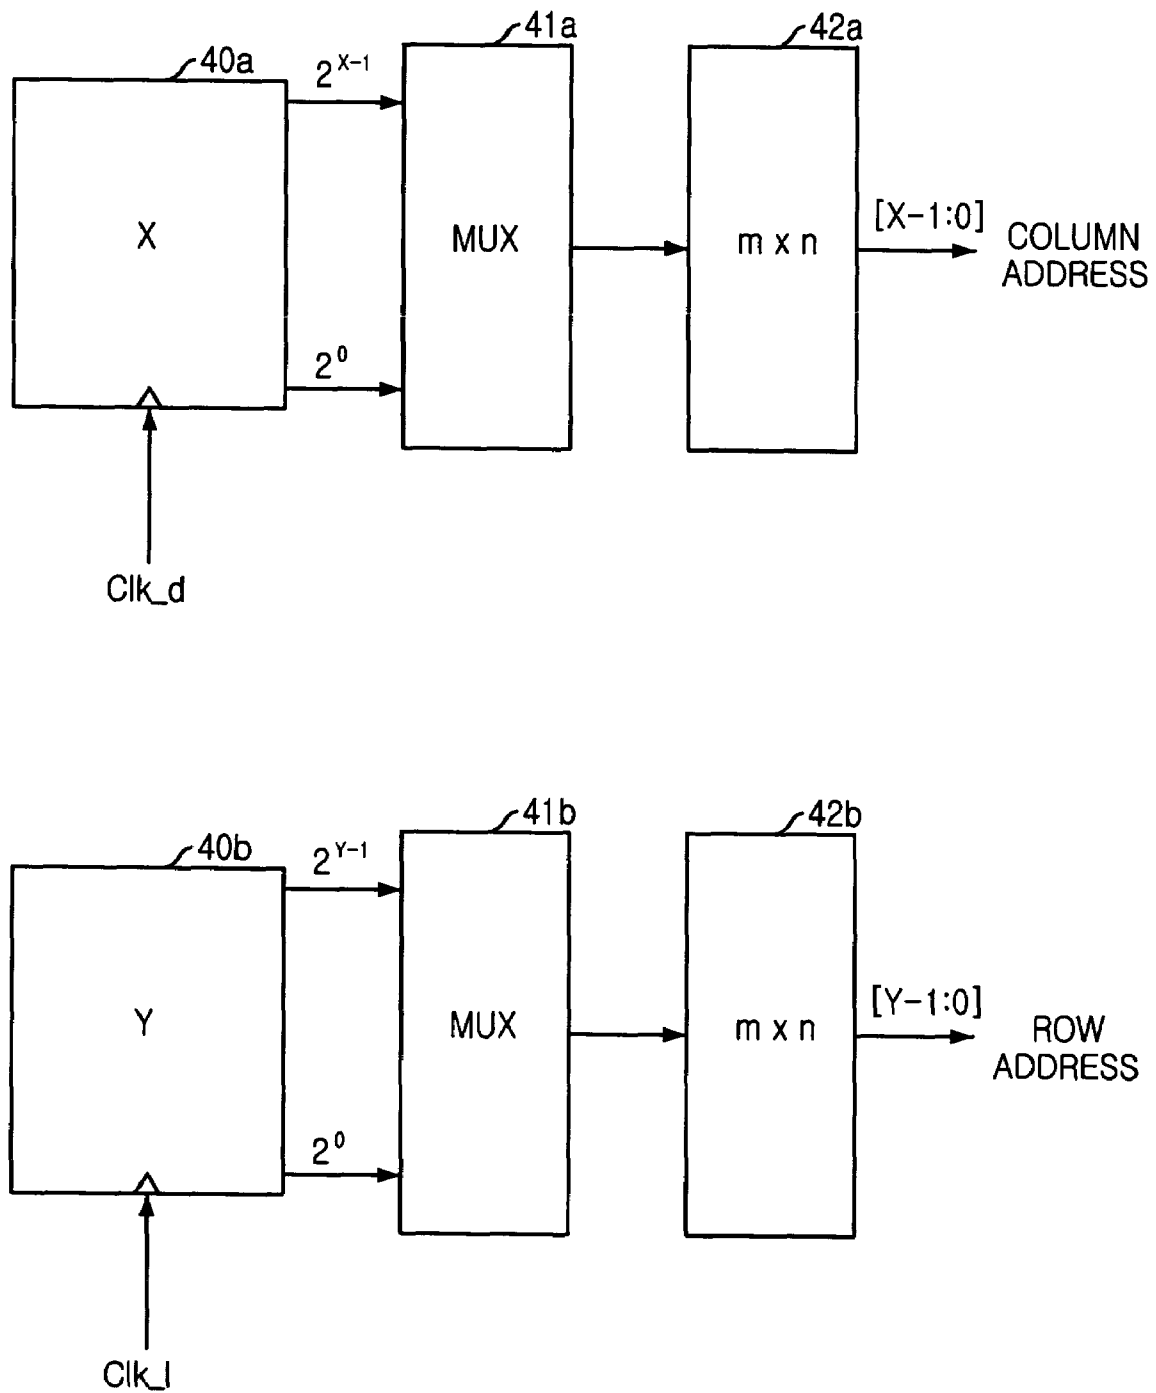 40a
41a
42a
2^X-1
X
MUX
m x n
[X-1:0]
COLUMN
ADDRESS
2^0
Clk_d
40b
41b
42b
2^Y-1
Y
MUX
m x n
[Y-1:0]
ROW
ADDRESS
2^0
Clk_l